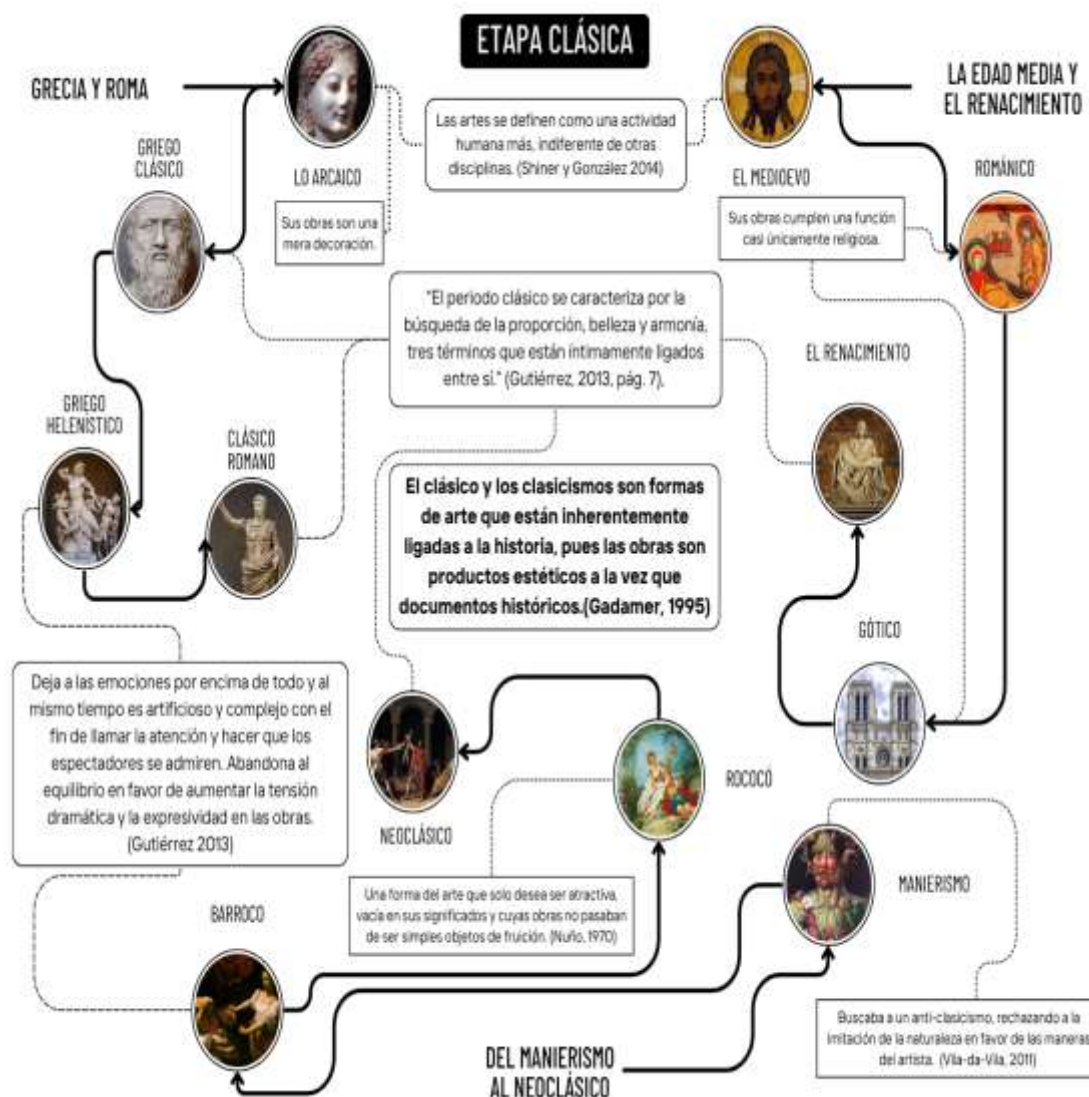 ETAPA CLÁSICA
GRECIA Y ROMA
LA EDAD MEDIA Y
EL RENACIMIENTO
Las artes se definen como una actividad
humana más, indiferente de otras
disciplinas. (Shiner y González 2014)
GRIEGO
CLÁSICO
LO ARCAICO
EL MEDIOEVO
ROMÁNICO
Sus obras son una
mera decoración.
Sus obras cumplen una función
casi únicamente religiosa.
"El periodo clásico se caracteriza por la
búsqueda de la proporción, belleza y armonía,
tres términos que están íntimamente ligados
entre sí." (Gutiérrez, 2013, pág. 7).
EL RENACIMIENTO
GRIEGO
HELENÍSTICO
CLÁSICO
ROMANO
El clásico y los clasicismos son formas
de arte que están inherentemente
ligadas a la historia, pues las obras son
productos estéticos a la vez que
documentos históricos.(Gadamer, 1995)
GÓTICO
Deja a las emociones por encima de todo y al
mismo tiempo es artificioso y complejo con el
fin de llamar la atención y hacer que los
espectadores se admiren. Abandona al
equilibrio en favor de aumentar la tensión
dramática y la expresividad en las obras.
(Gutiérrez 2013)
NEOCLÁSICO
ROCOCÓ
Una forma del arte que solo desea ser atractiva,
vacía en sus significados y cuyas obras no pasaban
de ser simples objetos de fruición. (Nuño, 1970)
MANIERISMO
BARROCO
Buscaba a un anti-clasicismo, rechazando a la
imitación de la naturaleza en favor de las maneras
del artista. (Vila-da-Vila, 2011)
DEL MANIERISMO
AL NEOCLÁSICO